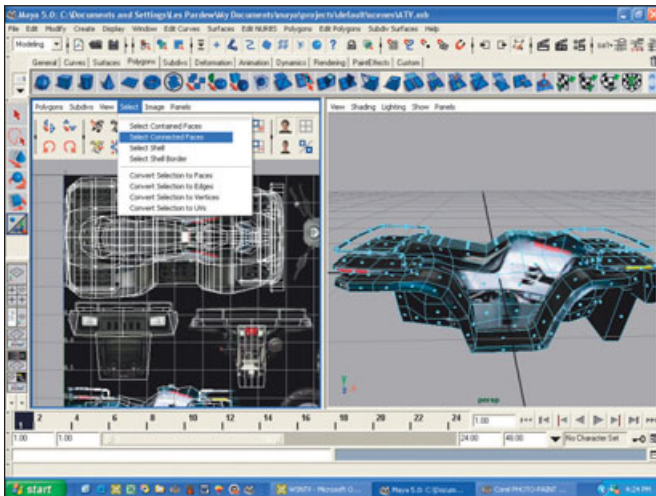 Maya 5.0: C:\Documents and Settings\Les Pardew\My Documents\maya\projects\default\scenes\ATV.mb
File Edit Modify Create Display Window Edit Curves Surfaces Edit NURBS Polygons Edit Polygons Subdiv Surfaces Help
Modeling
General Curves Surfaces Polygons Subdivs Deformation Animation Dynamics Rendering PaintEffects Custom
Polygons Subdivs View Select Image Panels
Select Contained Faces
Select Connected Faces
Select Shell
Select Shell Border
Convert Selection to Faces
Convert Selection to Edges
Convert Selection to Vertices
Convert Selection to UVs
View Shading Lighting Show Panels
persp
1 2 4 6 8 10 12 14 16 18 20 22 24 1.00
1.00 1.00 24.00 48.00 No Character Set
start Maya 5.0: C:\Docum... Corel PHOTO-PAINT ... 4:24 PM